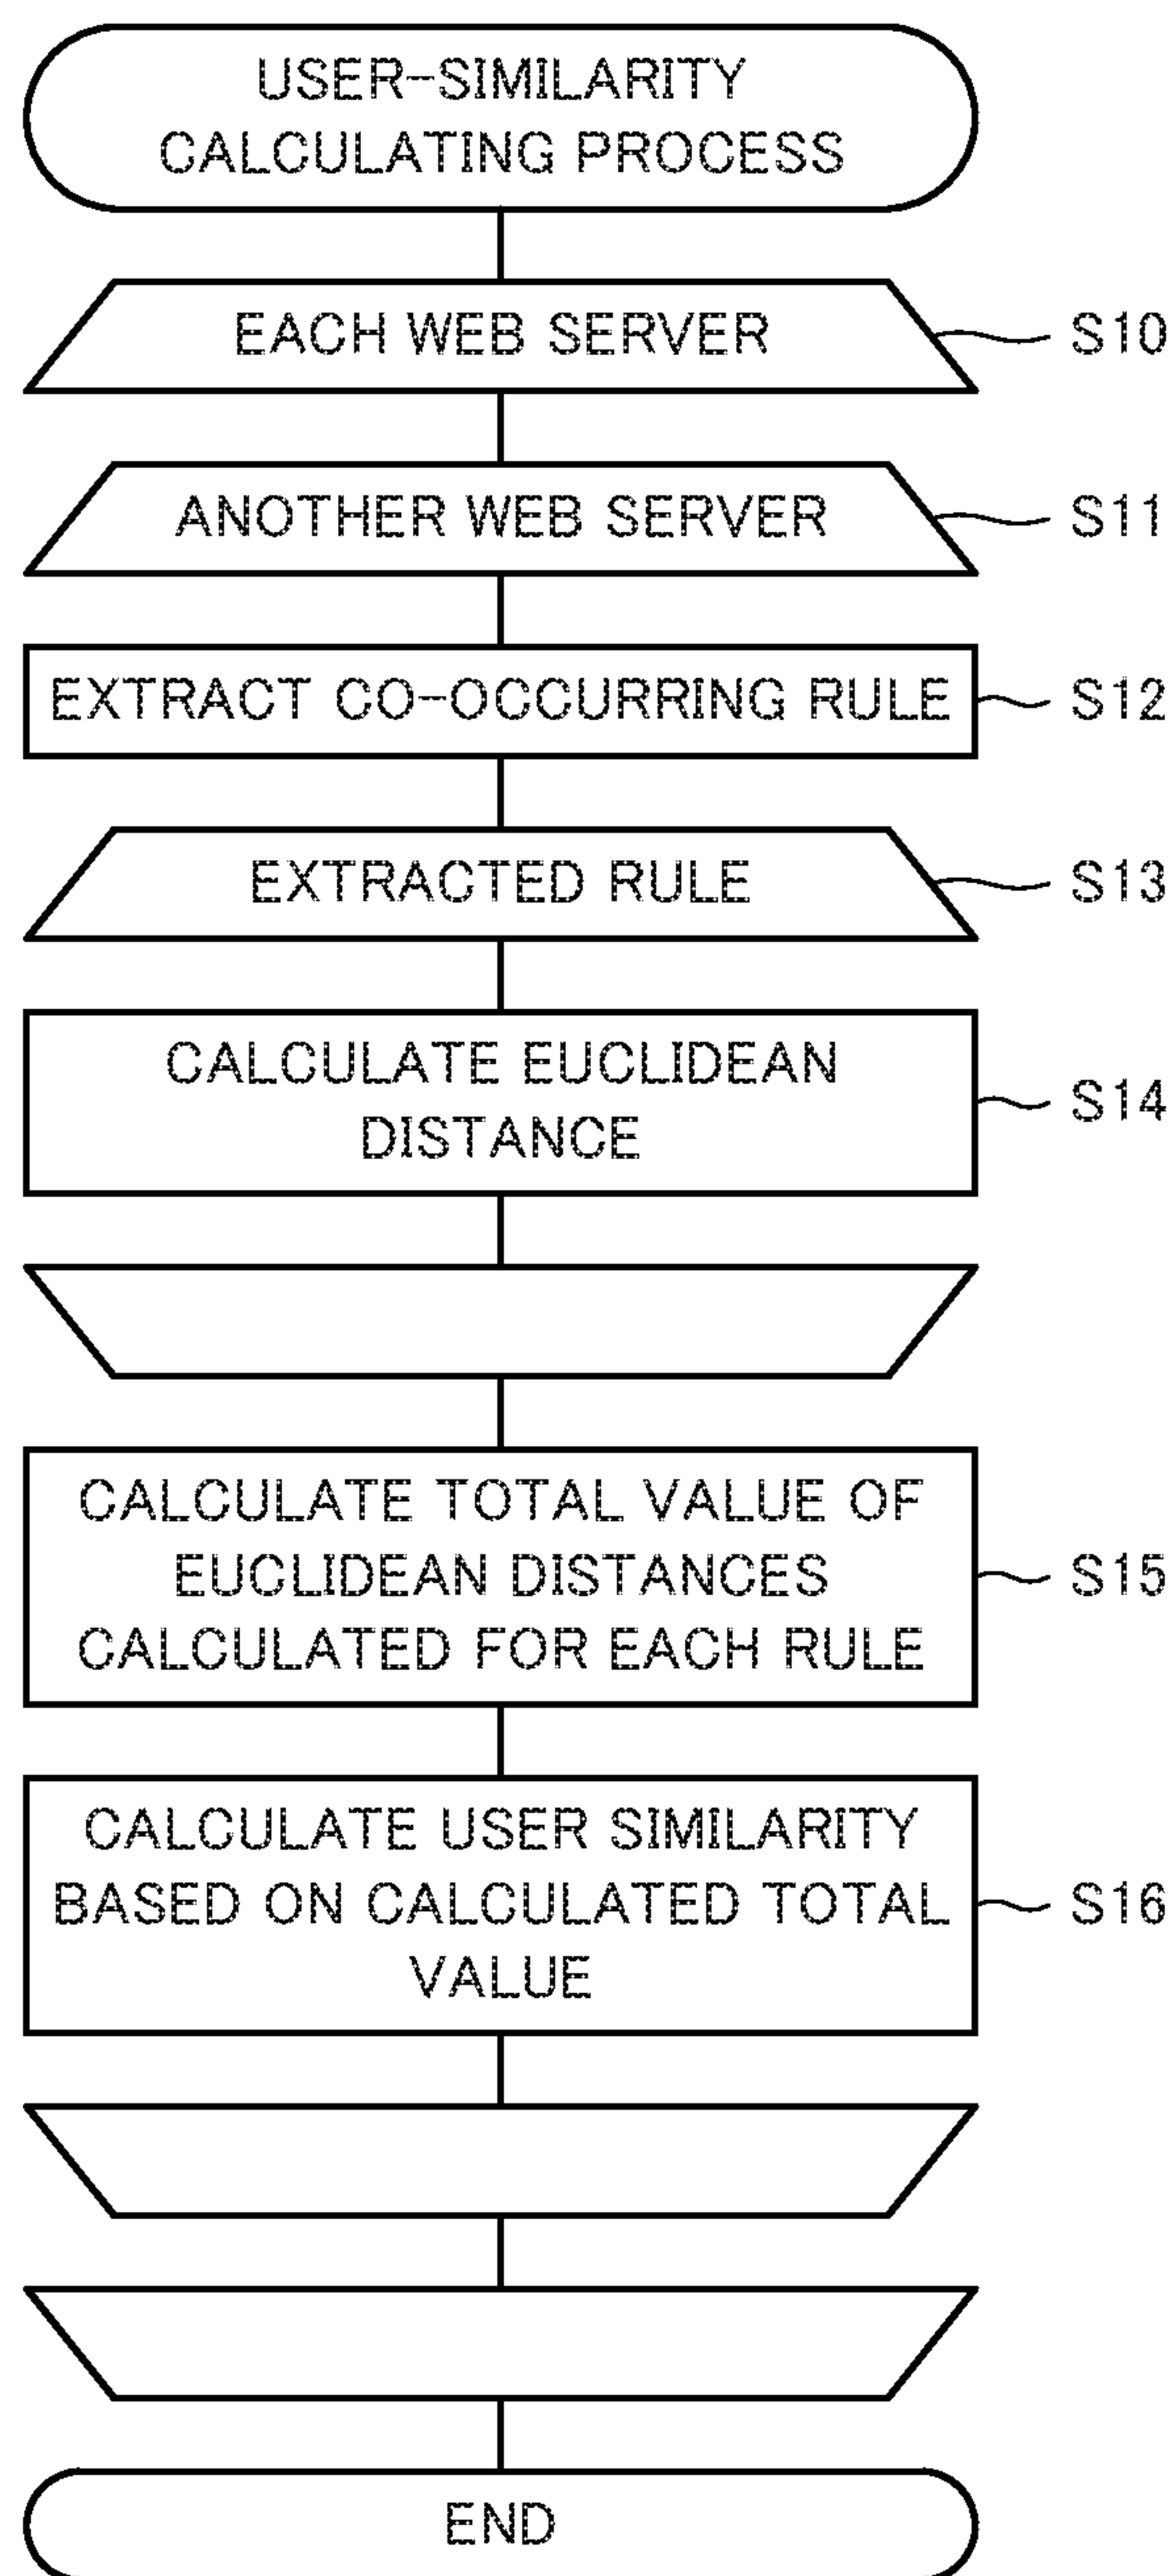 USER-SIMILARITY
CALCULATING PROCESS
EACH WEB SERVER
S10
ANOTHER WEB SERVER
S11
EXTRACT CO-OCCURRING RULE
S12
EXTRACTED RULE
S13
CALCULATE EUCLIDEAN
DISTANCE
S14
CALCULATE TOTAL VALUE OF
EUCLIDEAN DISTANCES
CALCULATED FOR EACH RULE
S15
CALCULATE USER SIMILARITY
BASED ON CALCULATED TOTAL
VALUE
S16
END